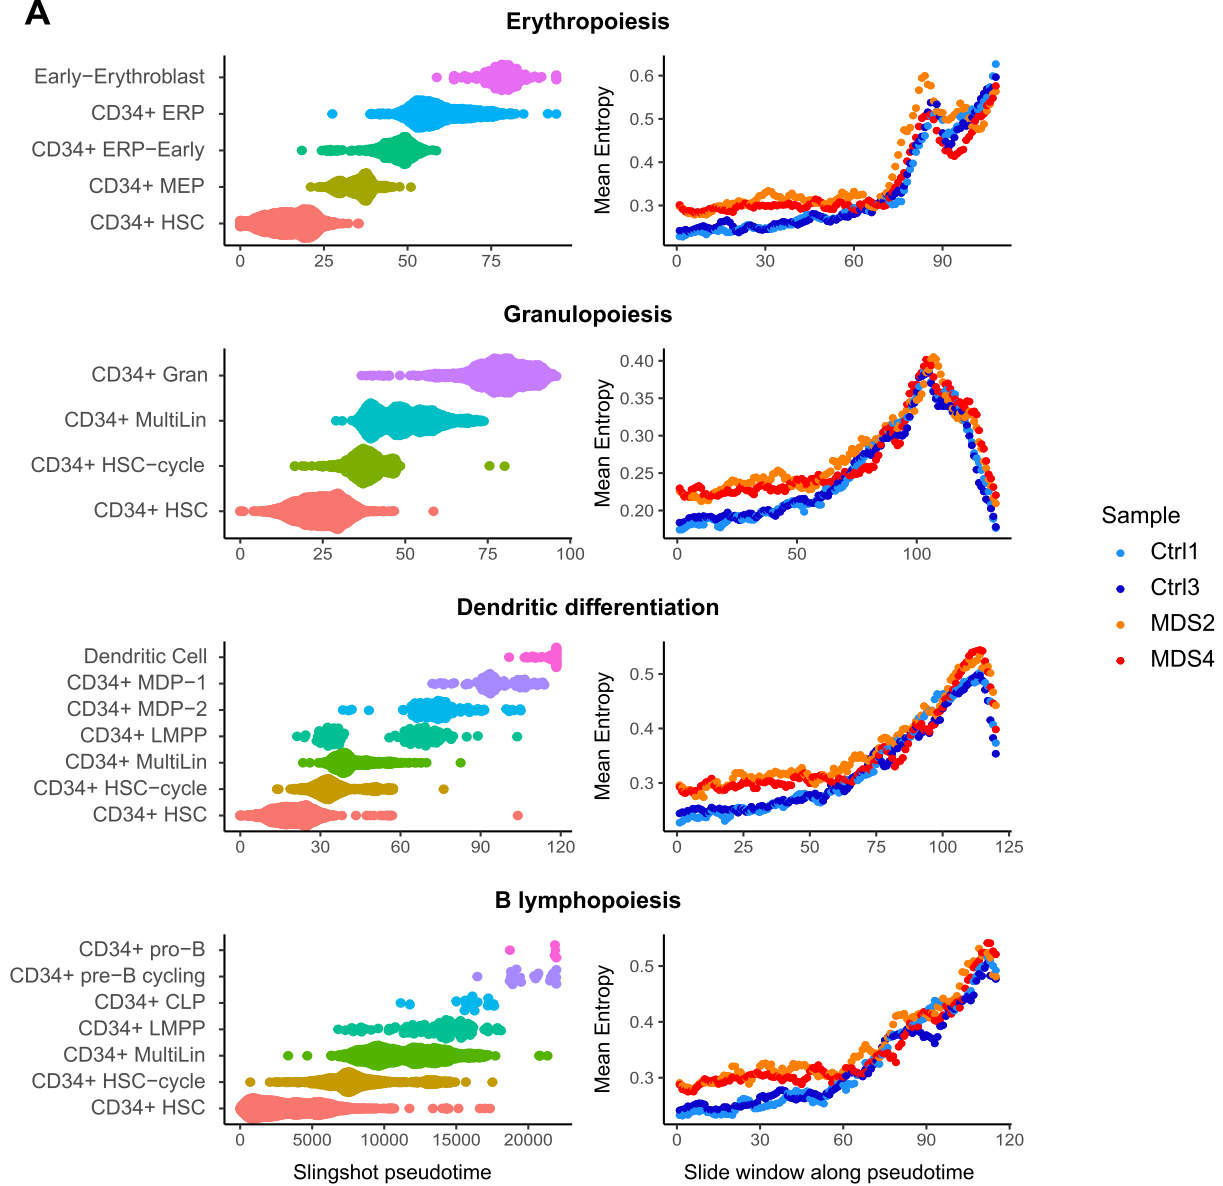 A
Erythropoiesis
Early−Erythroblast
CD34+ ERP
CD34+ ERP−Early
CD34+ MEP
CD34+ HSC
0 25 50 75
Mean Entropy
0.6
0.5
0.4
0.3
0 30 60 90
Granulopoiesis
CD34+ Gran
CD34+ MultiLin
CD34+ HSC−cycle
CD34+ HSC
0 25 50 75 100
Mean Entropy
0.40
0.35
0.30
0.25
0.20
0 50 100
Dendritic differentiation
Dendritic Cell
CD34+ MDP−1
CD34+ MDP−2
CD34+ LMPP
CD34+ MultiLin
CD34+ HSC−cycle
CD34+ HSC
0 30 60 90 120
Mean Entropy
0.5
0.4
0.3
0 25 50 75 100 125
B lymphopoiesis
CD34+ pro−B
CD34+ pre−B cycling
CD34+ CLP
CD34+ LMPP
CD34+ MultiLin
CD34+ HSC−cycle
CD34+ HSC
0 5000 10000 15000 20000
Slingshot pseudotime
Mean Entropy
0.5
0.4
0.3
0 30 60 90 120
Slide window along pseudotime
Sample
Ctrl1
Ctrl3
MDS2
MDS4